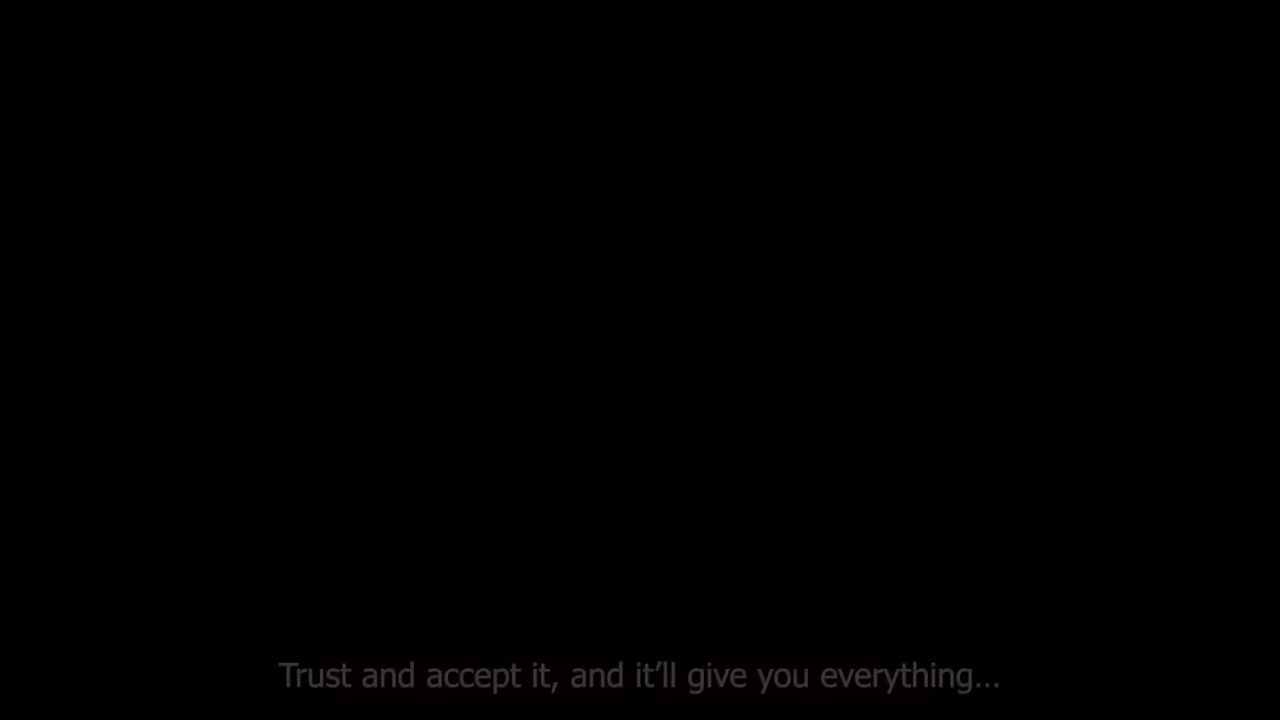 Trust and accept it, and it’ll give you everything…